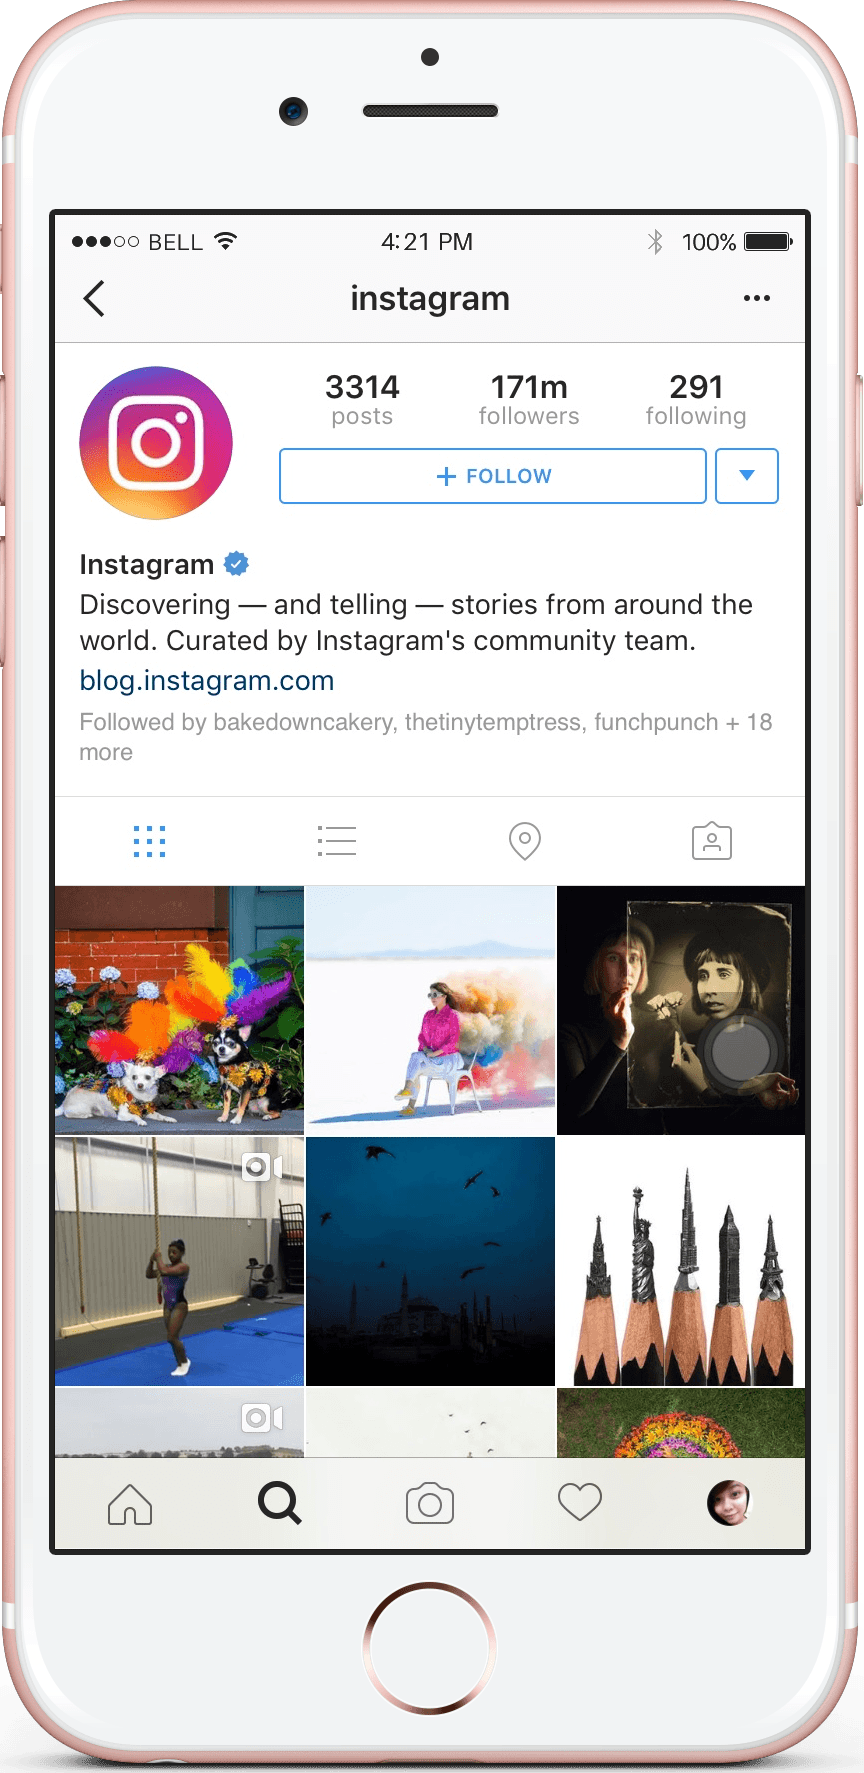 BELL 4:21 PM 100%
instagram
3314 171m 291
posts followers following
+ FOLLOW
Instagram
Discovering — and telling — stories from around the
world. Curated by Instagram's community team.
blog.instagram.com
Followed by bakedowncakery, thetinytemptress, funchpunch + 18
more